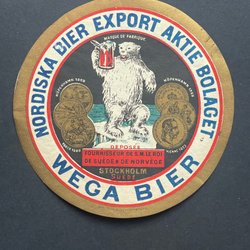 NORDISKA BIER EXPORT AKTIE BOLAGET,
MARQUE DE FABRIQUE
DÉPOSÉE
FOURNISSEUR DE S.M. LE ROI
DE SUÈDE & DE NORVÈGE
STOCKHOLM
SUÈDE
WEGA BIER